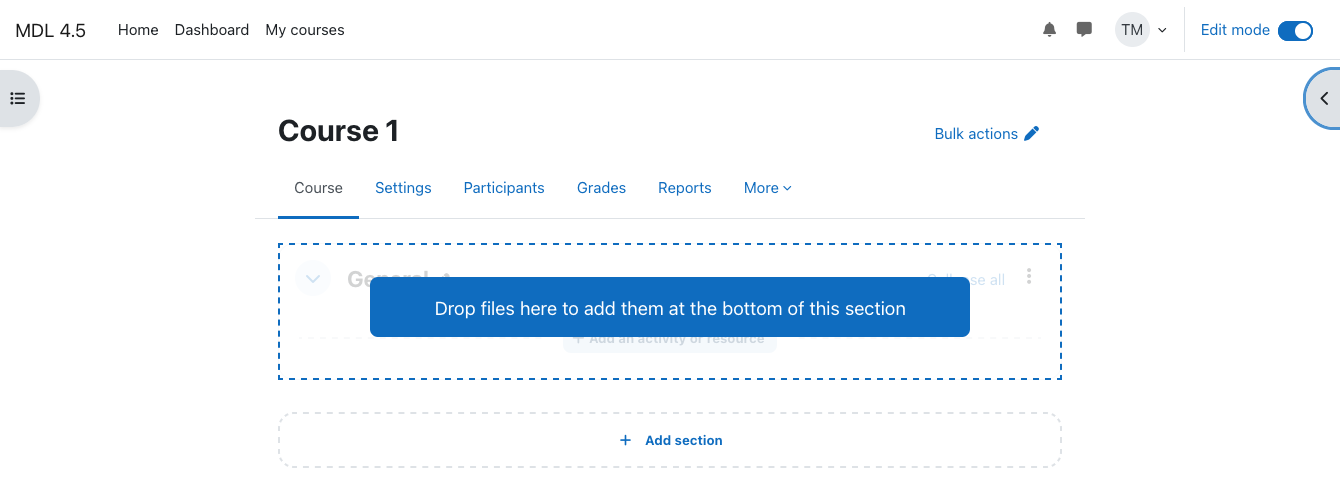 MDL 4.5 Home Dashboard My courses TM Edit mode
Course 1 Bulk actions
Course Settings Participants Grades Reports More
General Collapse all
Drop files here to add them at the bottom of this section
+ Add an activity or resource
+ Add section